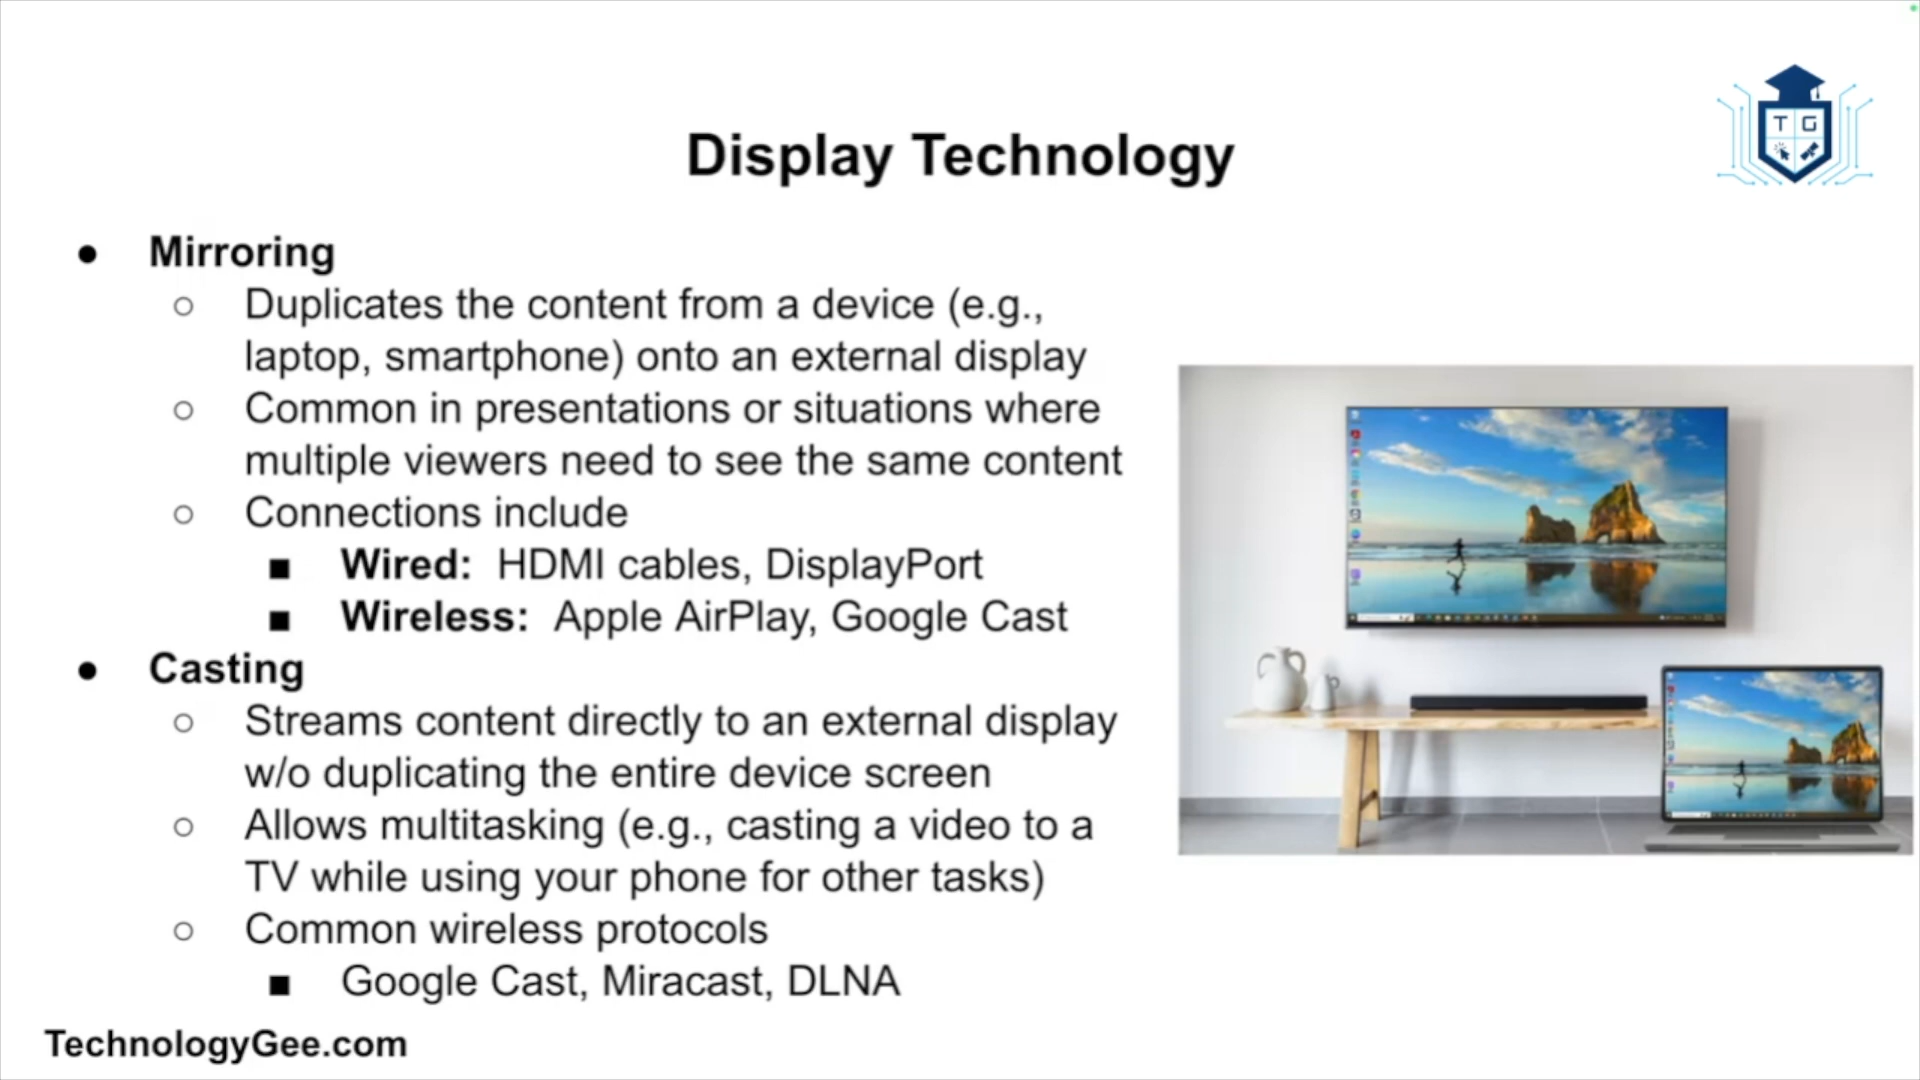 T G
Display Technology
● Mirroring
○ Duplicates the content from a device (e.g.,
laptop, smartphone) onto an external display
○ Common in presentations or situations where
multiple viewers need to see the same content
○ Connections include
■ Wired: HDMI cables, DisplayPort
■ Wireless: Apple AirPlay, Google Cast
● Casting
○ Streams content directly to an external display
w/o duplicating the entire device screen
○ Allows multitasking (e.g., casting a video to a
TV while using your phone for other tasks)
○ Common wireless protocols
■ Google Cast, Miracast, DLNA
TechnologyGee.com